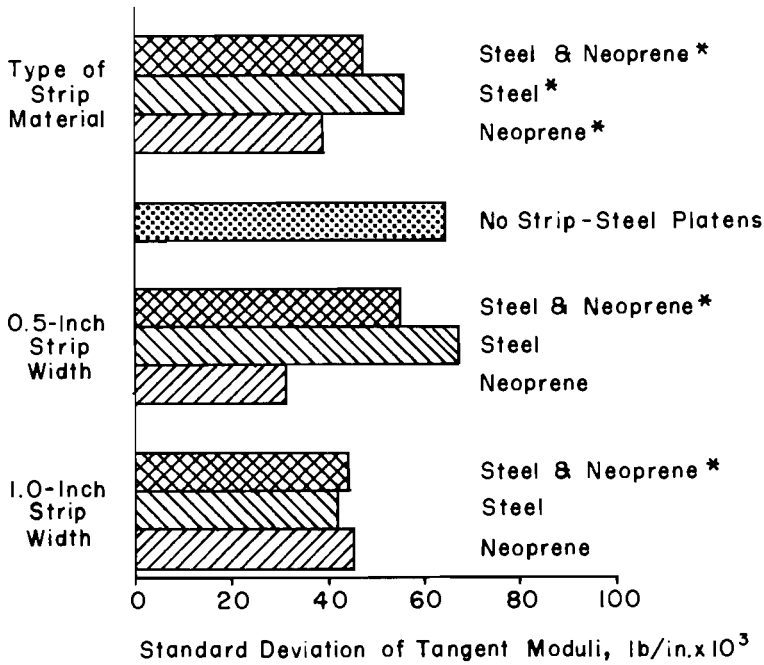 Type of
Strip
Material
Steel & Neoprene*
Steel*
Neoprene*
No Strip-Steel Platens
0.5-Inch
Strip
Width
Steel & Neoprene*
Steel
Neoprene
1.0-Inch
Strip
Width
Steel & Neoprene*
Steel
Neoprene
0 20 40 60 80 100
Standard Deviation of Tangent Moduli, lb/in.x10³